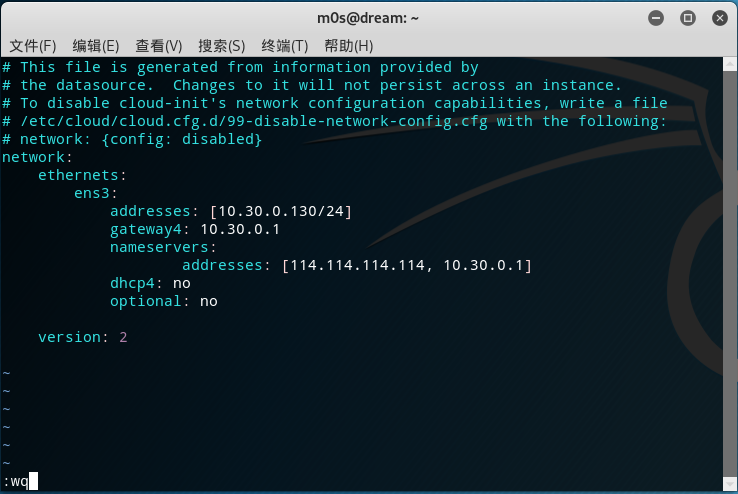 m0s@dream: ~
文件(F) 编辑(E) 查看(V) 搜索(S) 终端(T) 帮助(H)
# This file is generated from information provided by
# the datasource.  Changes to it will not persist across an instance.
# To disable cloud-init's network configuration capabilities, write a file
# /etc/cloud/cloud.cfg.d/99-disable-network-config.cfg with the following:
# network: {config: disabled}
network:
    ethernets:
        ens3:
            addresses: [10.30.0.130/24]
            gateway4: 10.30.0.1
            nameservers:
                    addresses: [114.114.114.114, 10.30.0.1]
            dhcp4: no
            optional: no
    version: 2
~
~
~
~
~
~
:wq